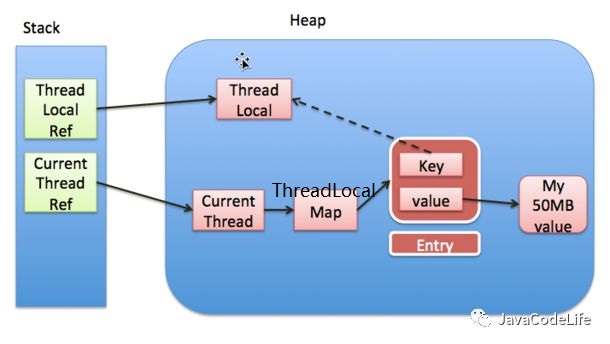 Stack
Heap
Thread
Local
Ref
Thread
Local
Current
Thread
Ref
Key
ThreadLocal
Current
Thread
Map
value
My
50MB
value
Entry
JavaCodeLife